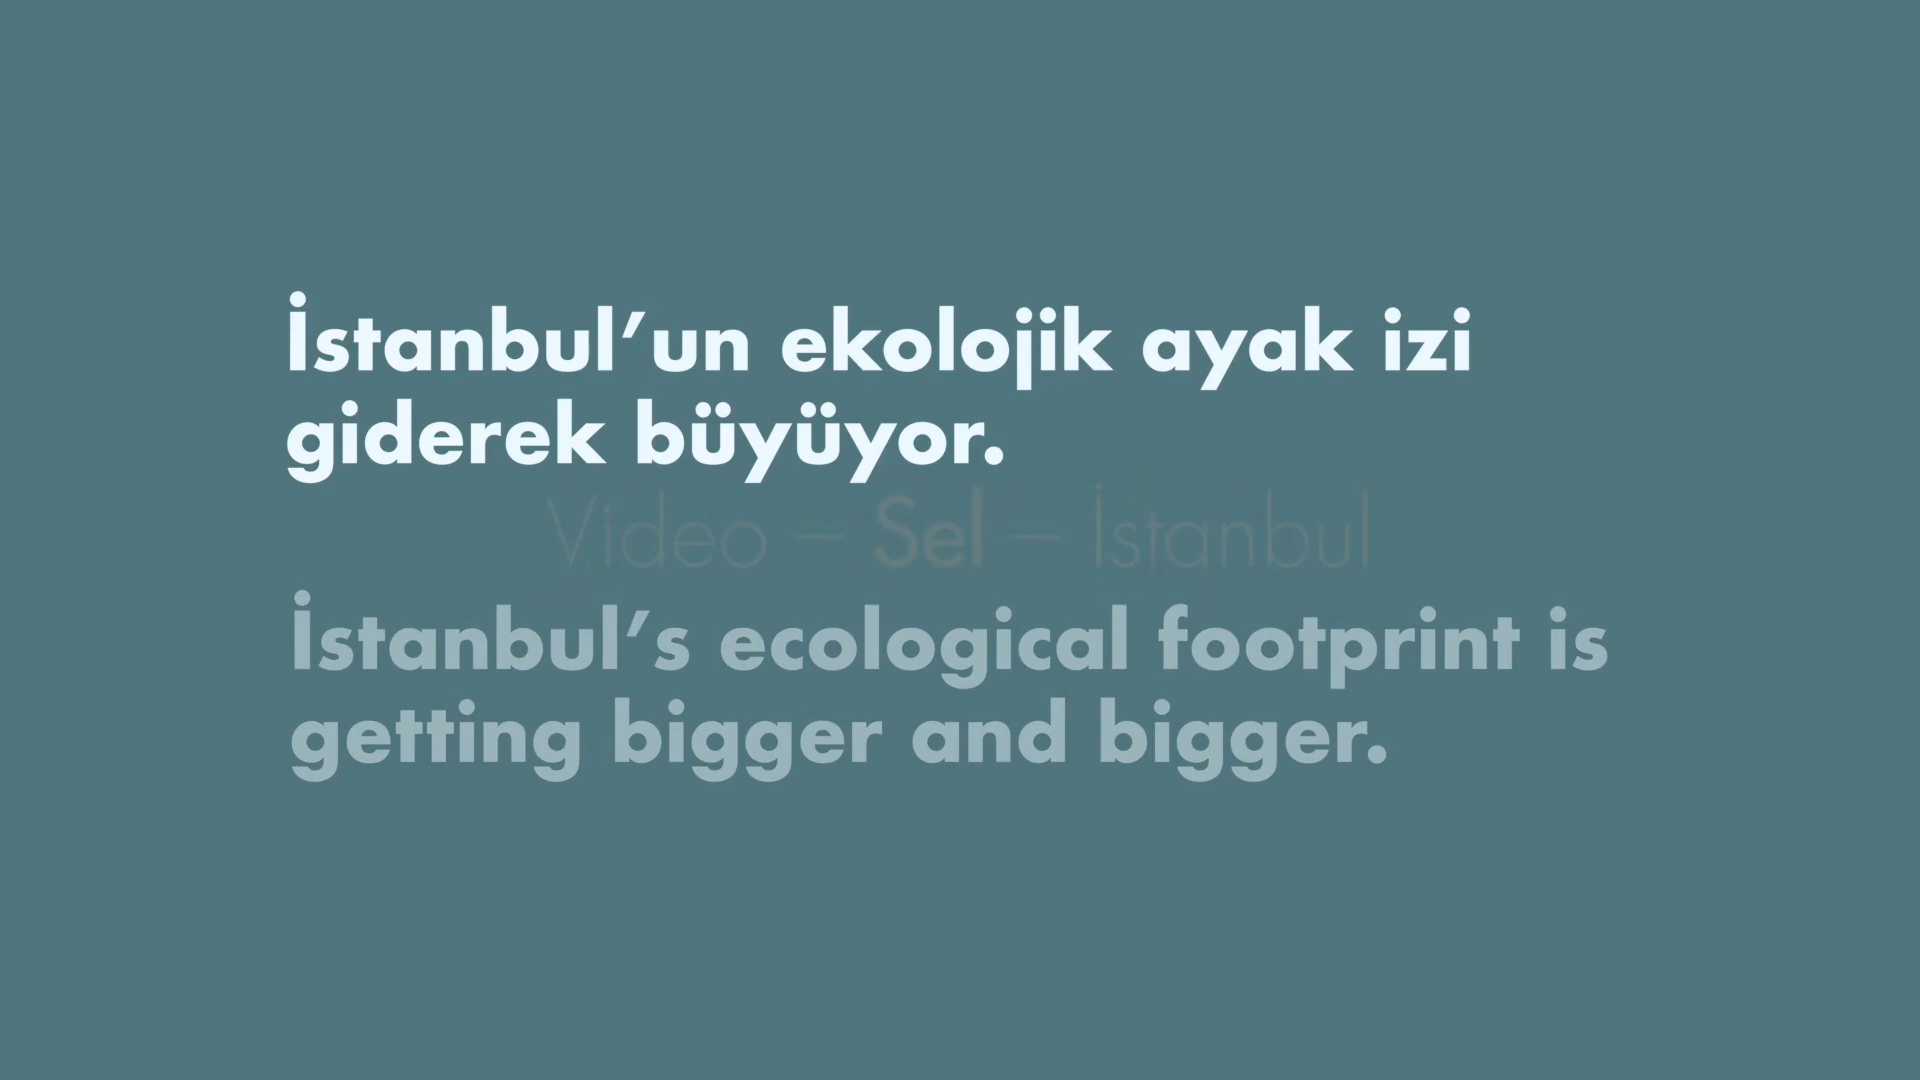 İstanbul’un ekolojik ayak izi
giderek büyüyor.
Video – Sel – İstanbul
İstanbul’s ecological footprint is
getting bigger and bigger.